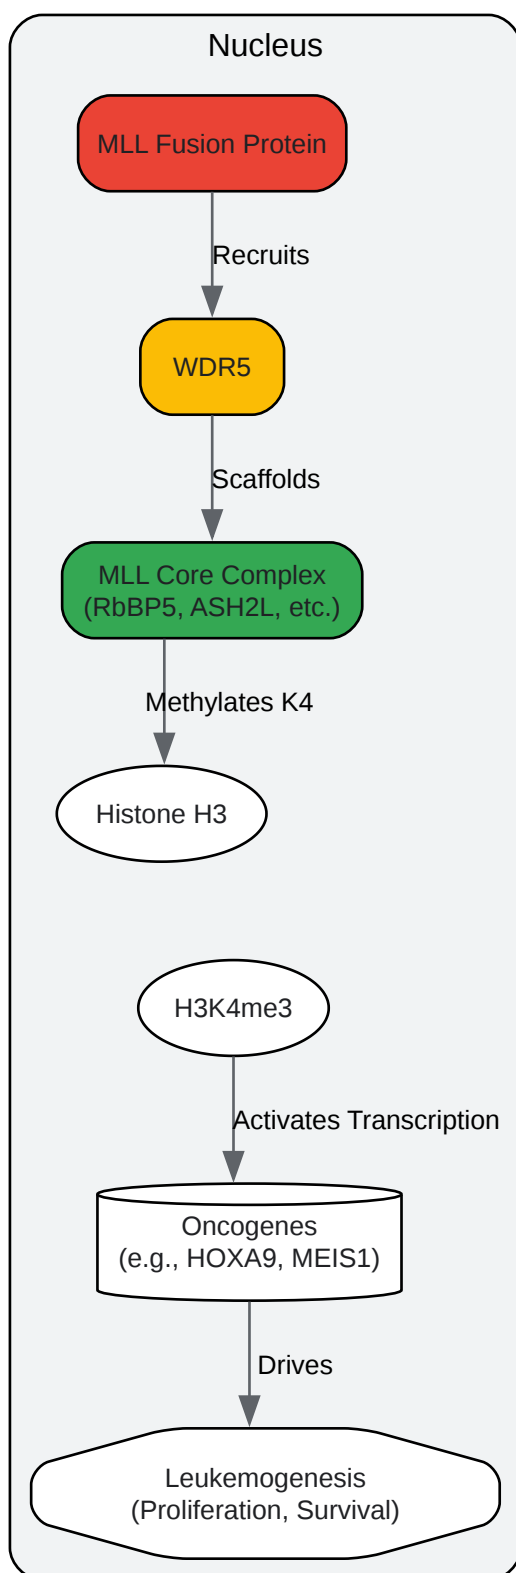 Nucleus
MLL Fusion Protein
Recruits
WDR5
Scaffolds
MLL Core Complex
(RbBP5, ASH2L, etc.)
Methylates K4
Histone H3
H3K4me3
Activates Transcription
Oncogenes
(e.g., HOXA9, MEIS1)
Drives
Leukemogenesis
(Proliferation, Survival)